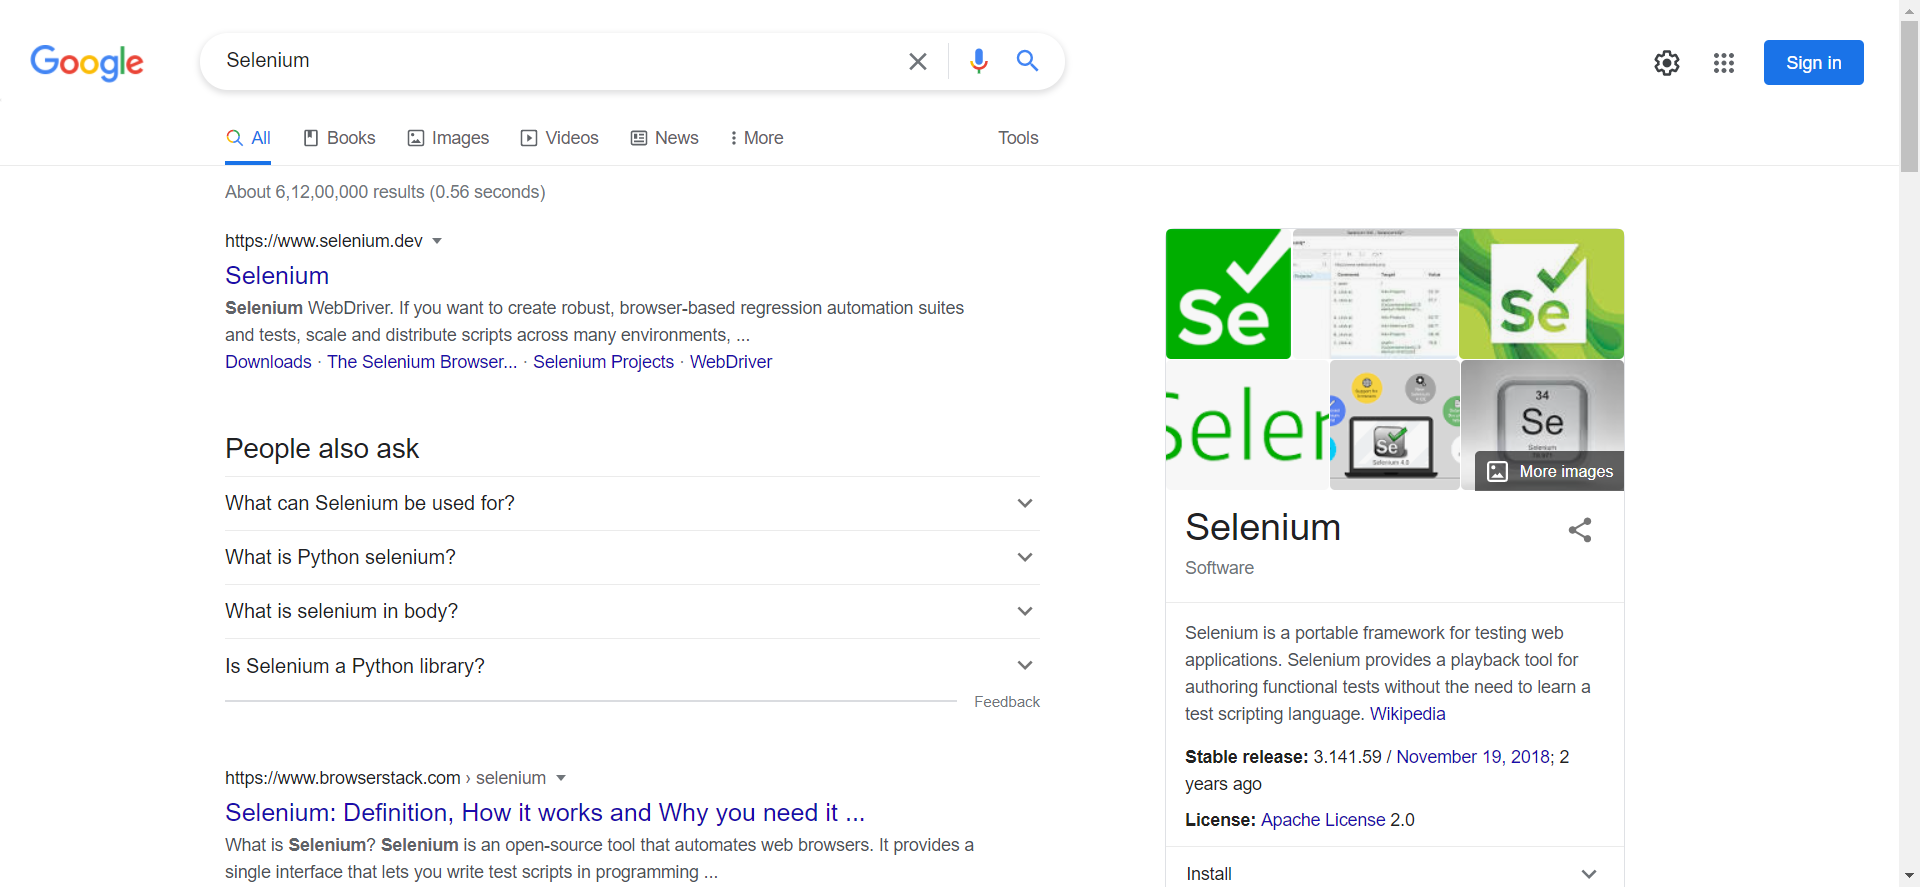 Google
Selenium
Sign in
All
Books
Images
Videos
News
More
Tools
About 6,12,00,000 results (0.56 seconds)
https://www.selenium.dev
Selenium
Selenium WebDriver. If you want to create robust, browser-based regression automation suites
and tests, scale and distribute scripts across many environments, ...
Downloads · The Selenium Browser... · Selenium Projects · WebDriver
People also ask
What can Selenium be used for?
What is Python selenium?
What is selenium in body?
Is Selenium a Python library?
Feedback
https://www.browserstack.com › selenium
Selenium: Definition, How it works and Why you need it ...
What is Selenium? Selenium is an open-source tool that automates web browsers. It provides a
single interface that lets you write test scripts in programming ...
Se
Command Target Value
Se
Selen
Se
Selenium 4.0
34
Se
Selenium
More images
Selenium
Software
Selenium is a portable framework for testing web
applications. Selenium provides a playback tool for
authoring functional tests without the need to learn a
test scripting language. Wikipedia
Stable release: 3.141.59 / November 19, 2018; 2
years ago
License: Apache License 2.0
Install